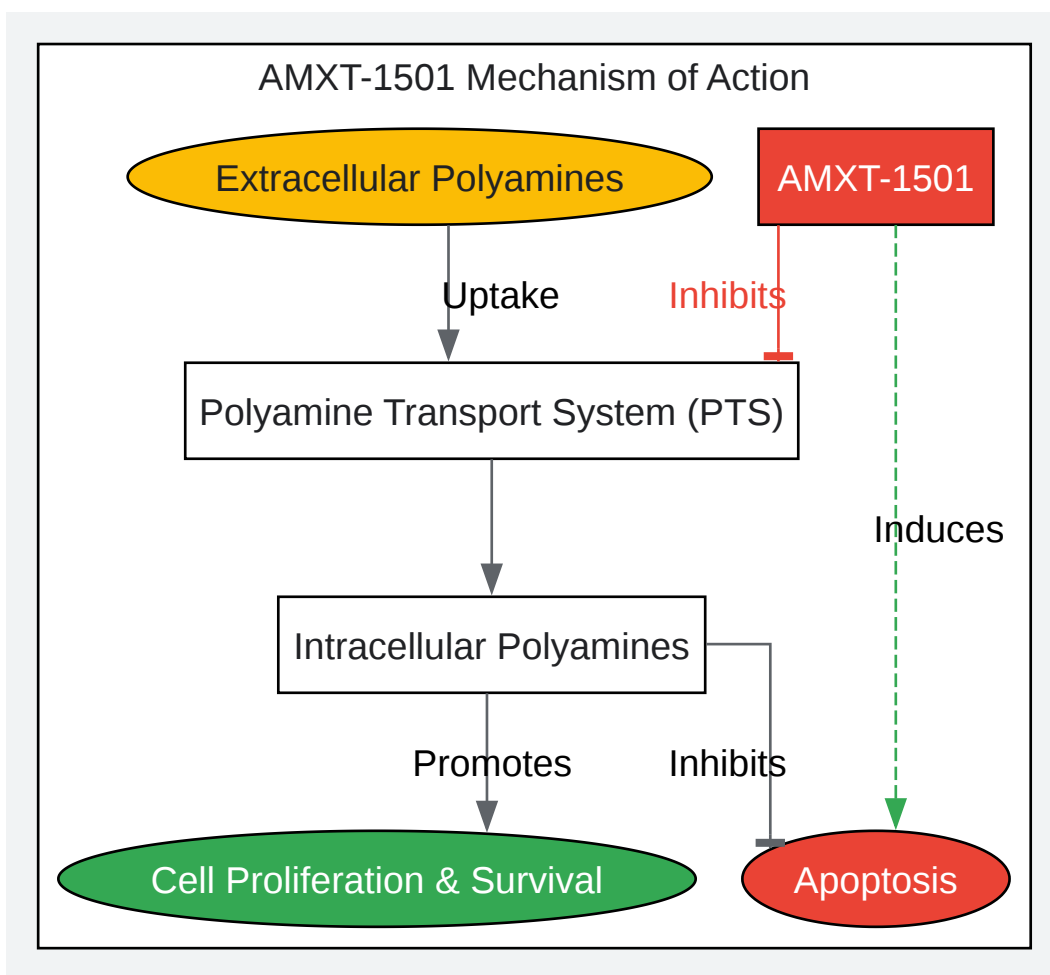 AMXT-1501 Mechanism of Action
Extracellular Polyamines
AMXT-1501
Uptake
Inhibits
Polyamine Transport System (PTS)
Induces
Intracellular Polyamines
Promotes
Inhibits
Cell Proliferation & Survival
Apoptosis